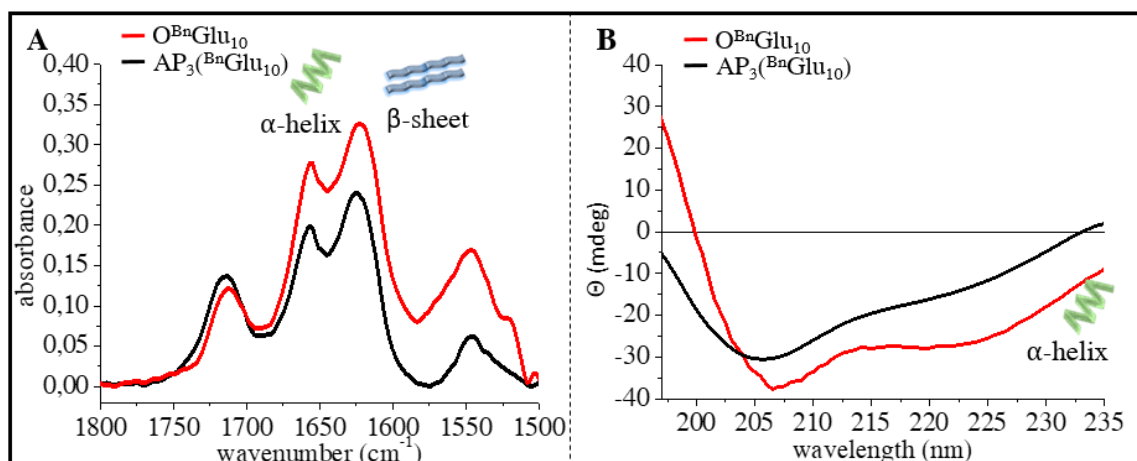 A
O^BnGlu₁₀
AP₃(^BnGlu₁₀)
α-helix
β-sheet
absorbance
0,40
0,35
0,30
0,25
0,20
0,15
0,10
0,05
0,00
1800 1750 1700 1650 1600 1550 1500
wavenumber (cm⁻¹)
B
O^BnGlu₁₀
AP₃(^BnGlu₁₀)
Θ (mdeg)
40
30
20
10
0
-10
-20
-30
-40
α-helix
200 205 210 215 220 225 230 235
wavelength (nm)